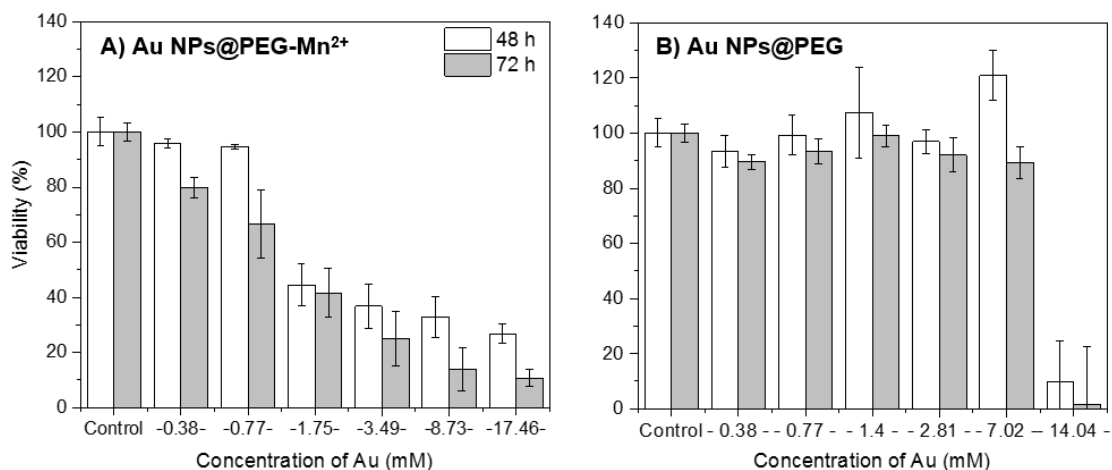 A) Au NPs@PEG-Mn²⁺
48 h
72 h
Viability (%)
140
120
100
80
60
40
20
0
Control -0.38- -0.77- -1.75- -3.49- -8.73- -17.46-
Concentration of Au (mM)
B) Au NPs@PEG
140
120
100
80
60
40
20
0
Control - 0.38 - - 0.77 - - 1.4 - - 2.81 - - 7.02 - - 14.04 -
Concentration of Au (mM)